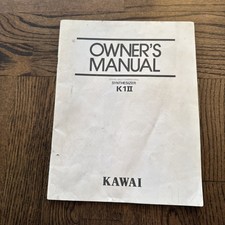 OWNER'S
MANUAL
SYNTHESIZER
K1II
KAWAI